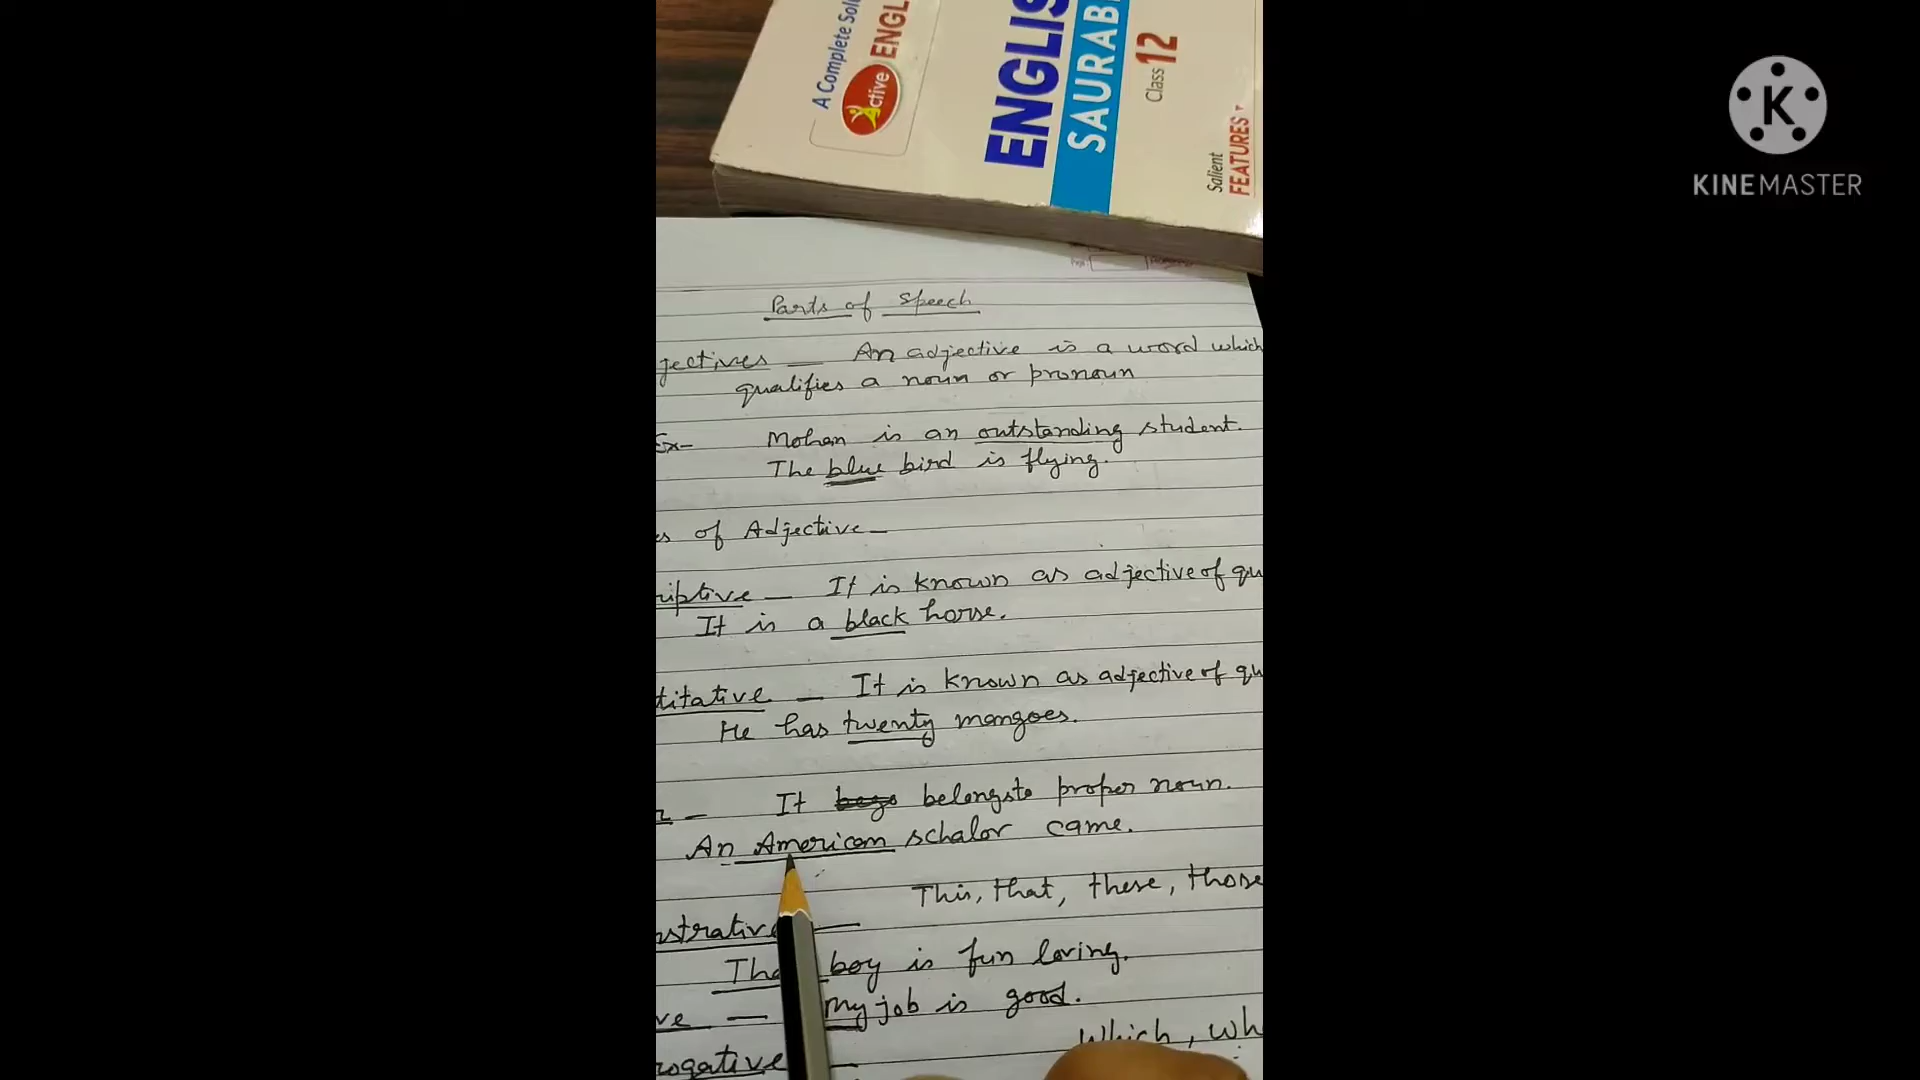 A Complete Sol
Active
ENGL
ENGLIS
SAURAB
Class 12
Salient
FEATURES
KINEMASTER
Parts of speech
jectives — An adjective is a word which
qualifies a noun or pronoun
Ex- Mohan is an outstanding student.
The blue bird is flying.
es of Adjective-
riptive — It is known as adjective of qu
It is a black horse.
titative — It is known as adjective of qu
He has twenty mangoes.
r — It belongs to proper noun.
An American schalor came.
This, that, these, those
nstrative —
Tha boy is fun loving.
ve — My job is good.
Which, wh
rogative —